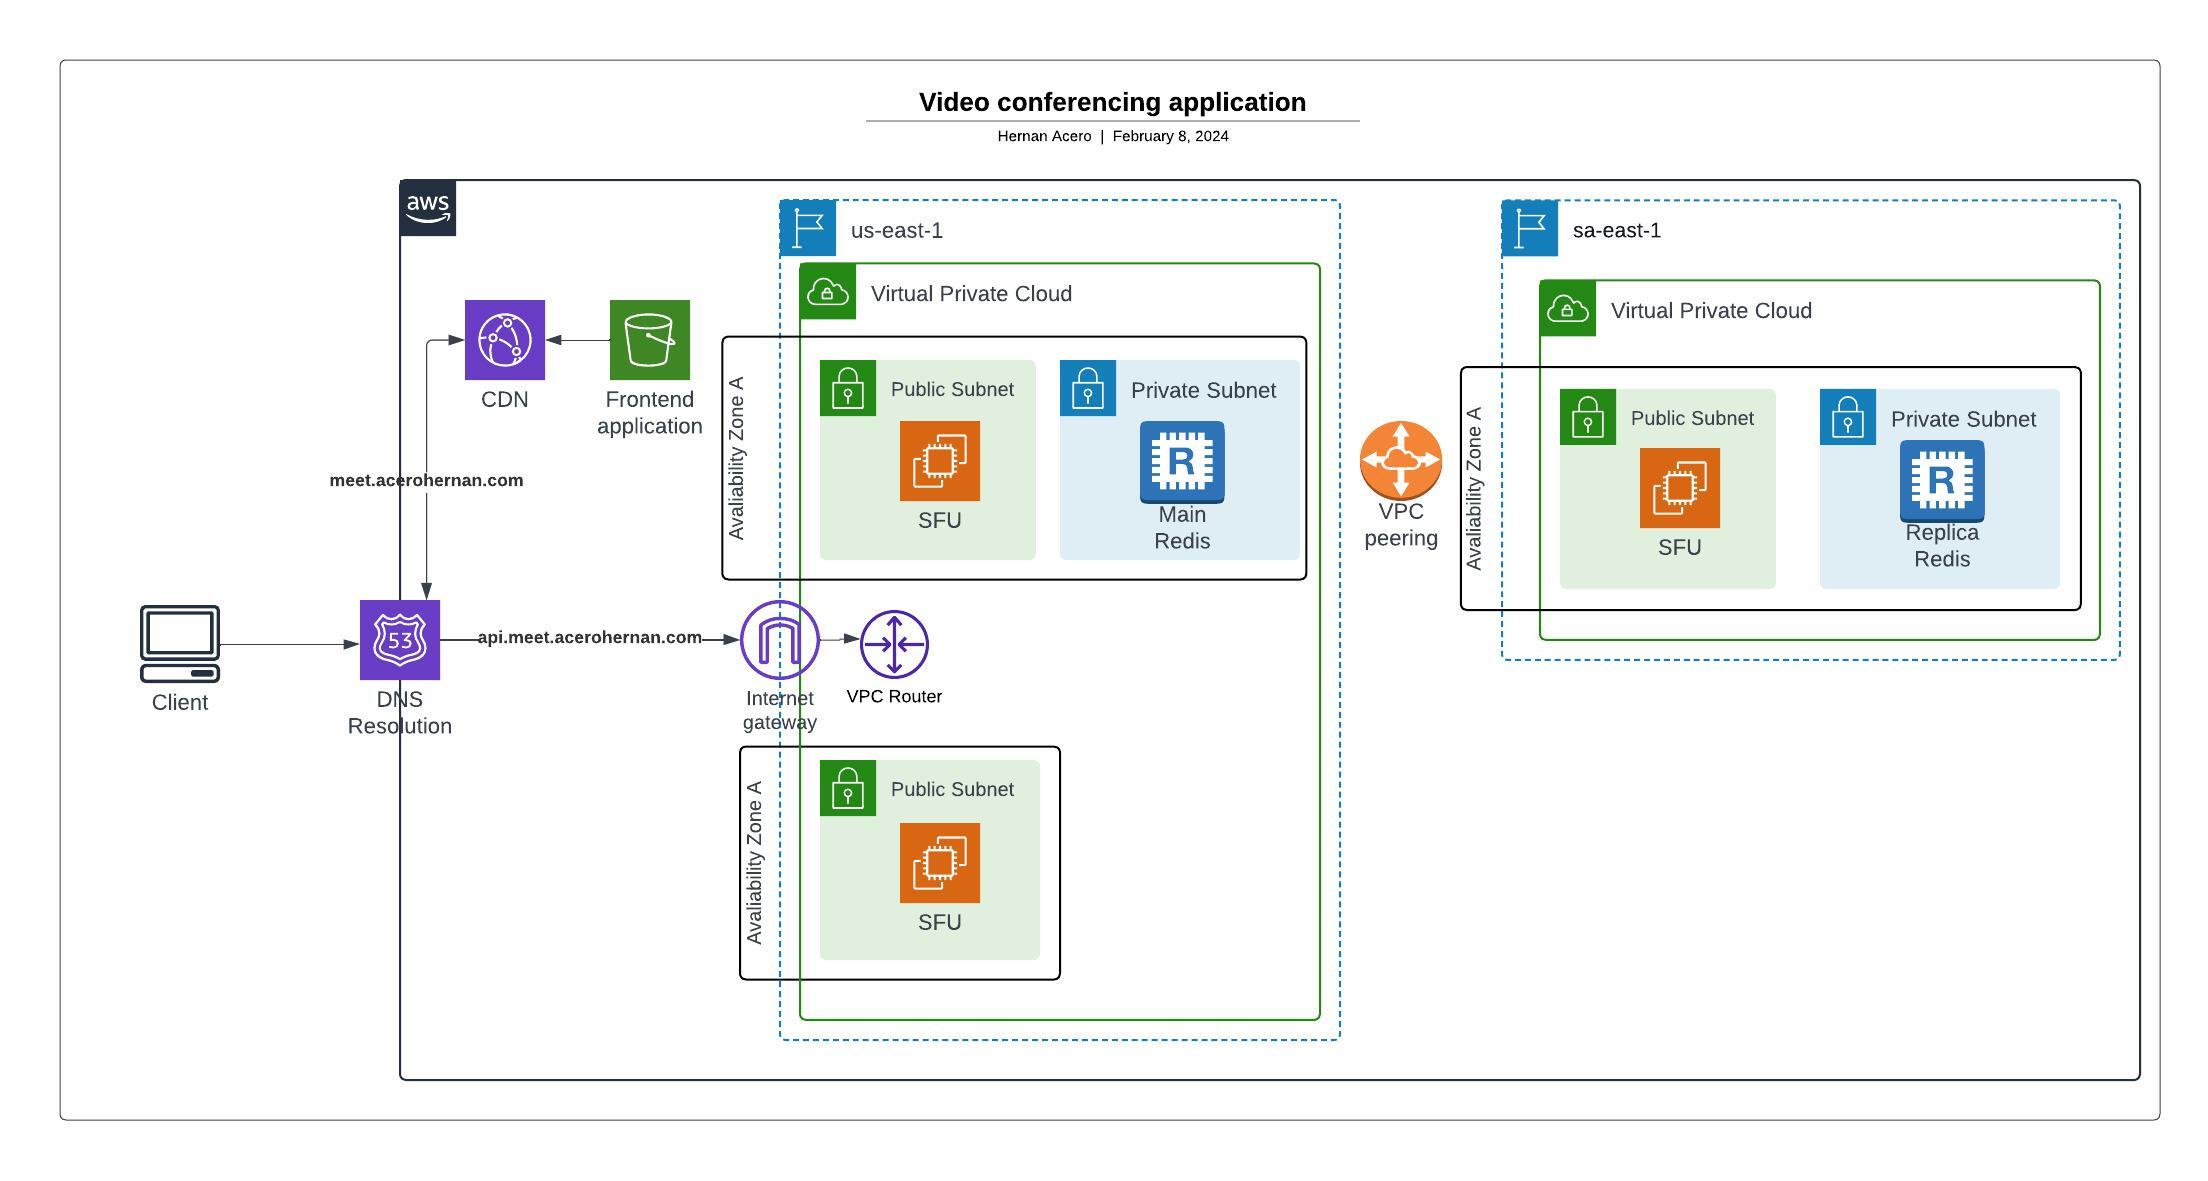 Video conferencing application
Hernan Acero | February 8, 2024
aws
us-east-1
Virtual Private Cloud
Avaliability Zone A
Public Subnet
SFU
Private Subnet
R
Main
Redis
VPC
peering
sa-east-1
Virtual Private Cloud
Avaliability Zone A
Public Subnet
SFU
Private Subnet
R
Replica
Redis
CDN
Frontend
application
meet.acerohernan.com
Client
53
DNS
Resolution
api.meet.acerohernan.com
Internet
gateway
VPC Router
Avaliability Zone A
Public Subnet
SFU